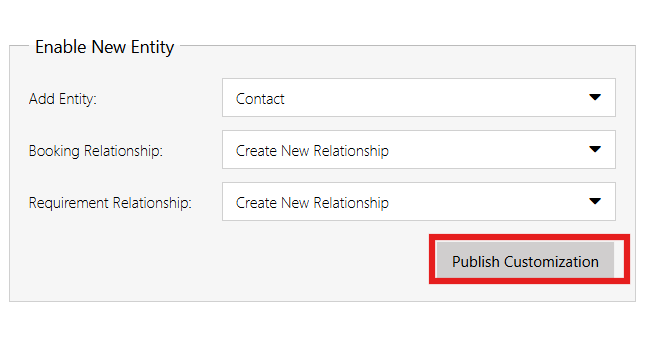 Enable New Entity
Add Entity: Contact
Booking Relationship: Create New Relationship
Requirement Relationship: Create New Relationship
Publish Customization